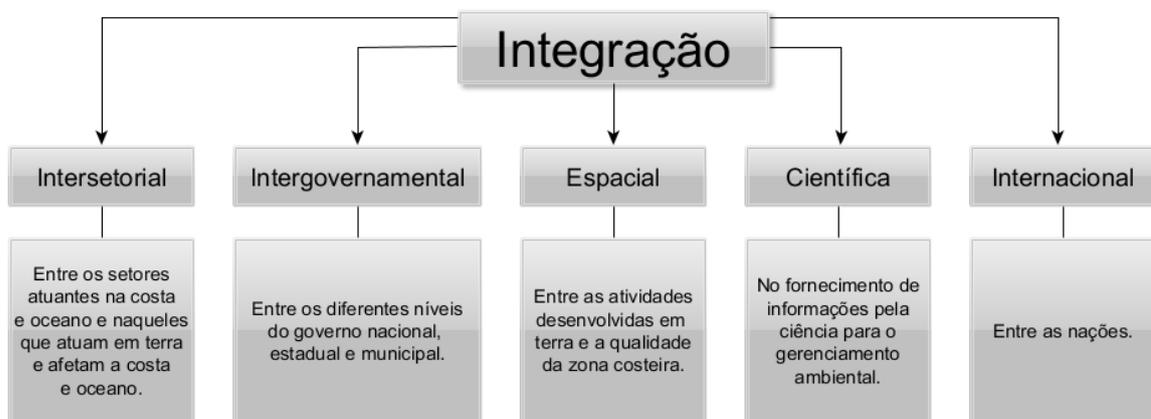 Integração
Intersetorial
Intergovernamental
Espacial
Científica
Internacional
Entre os setores
atuantes na costa
e oceano e naqueles
que atuam em terra
e afetam a costa
e oceano.
Entre os diferentes níveis
do governo nacional,
estadual e municipal.
Entre as atividades
desenvolvidas em
terra e a qualidade
da zona costeira.
No fornecimento de
informações pela
ciência para o
gerenciamento
ambiental.
Entre as nações.